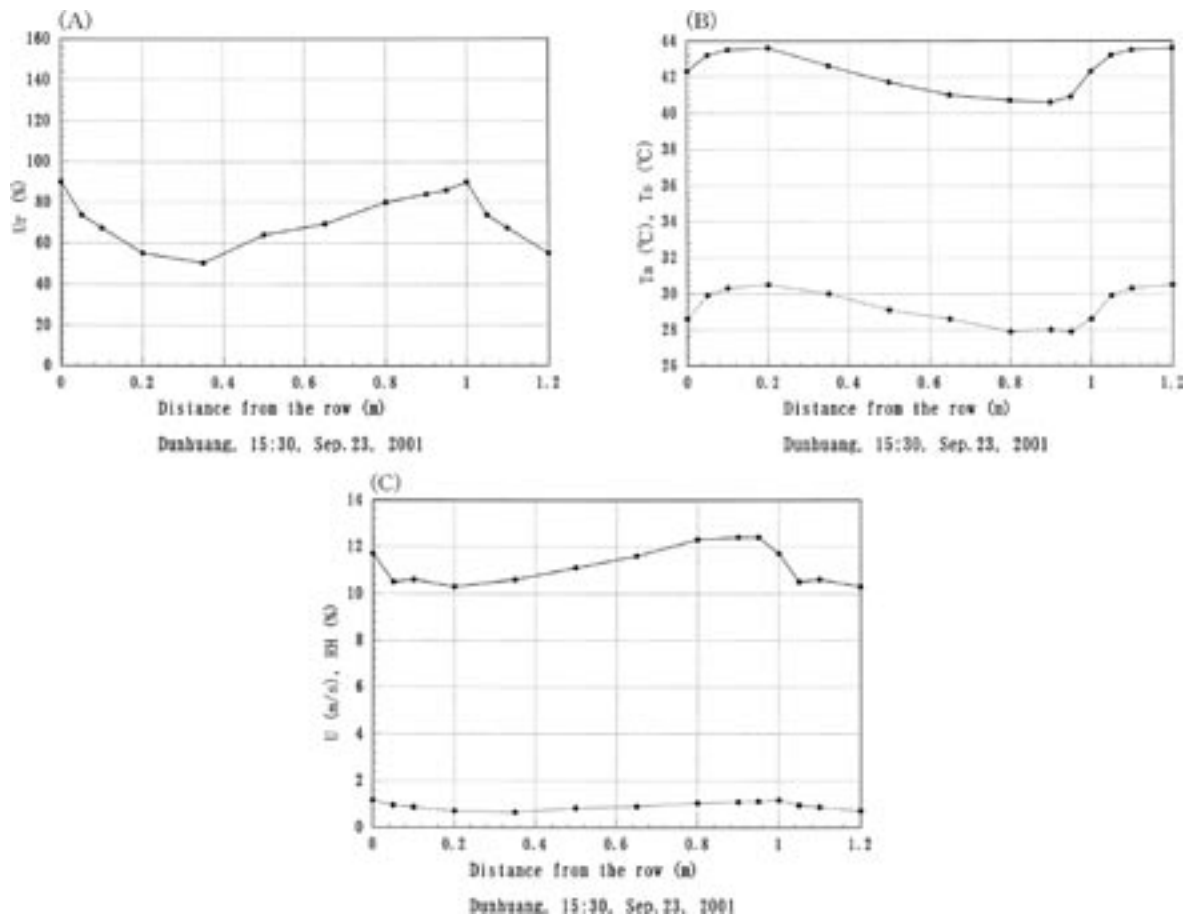 (A)
160
140
120
100
80
60
40
20
0
Ur (%)
0 0.2 0.4 0.6 0.8 1 1.2
Distance from the row (m)
Dunhuang, 15:30, Sep.23, 2001
(B)
44
42
40
38
36
34
32
30
28
26
Ta (℃), Ts (℃)
0 0.2 0.4 0.6 0.8 1 1.2
Distance from the row (m)
Dunhuang, 15:30, Sep.23, 2001
(C)
14
12
10
8
6
4
2
0
U (m/s), RH (%)
0 0.2 0.4 0.6 0.8 1 1.2
Distance from the row (m)
Dunhuang, 15:30, Sep.23, 2001